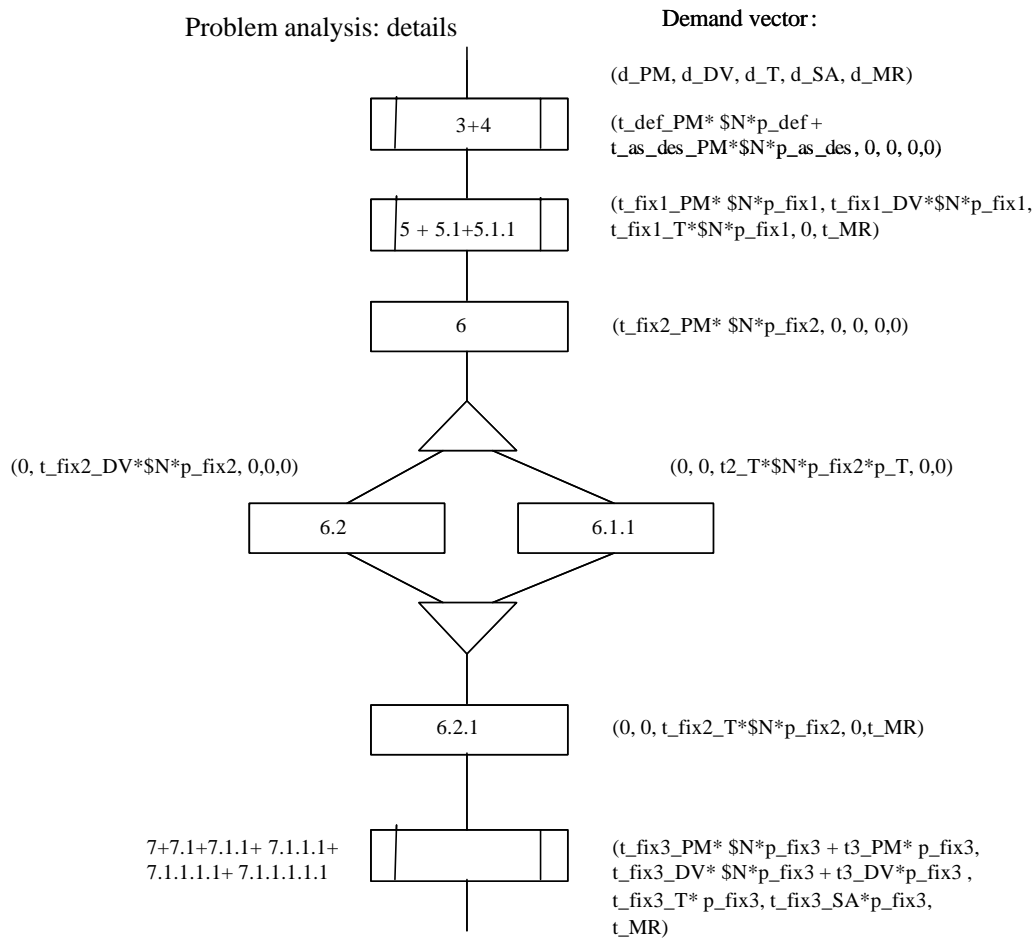 Problem analysis: details
Demand vector:
(d_PM, d_DV, d_T, d_SA, d_MR)
3+4
(t_def_PM* $N*p_def +
t_as_des_PM*$N*p_as_des, 0, 0, 0,0)
5 + 5.1+5.1.1
(t_fix1_PM* $N*p_fix1, t_fix1_DV*$N*p_fix1,
t_fix1_T*$N*p_fix1, 0, t_MR)
6
(t_fix2_PM* $N*p_fix2, 0, 0, 0,0)
(0, t_fix2_DV*$N*p_fix2, 0,0,0)
(0, 0, t2_T*$N*p_fix2*p_T, 0,0)
6.2
6.1.1
6.2.1
(0, 0, t_fix2_T*$N*p_fix2, 0,t_MR)
7+7.1+7.1.1+ 7.1.1.1+
7.1.1.1.1+ 7.1.1.1.1.1
(t_fix3_PM* $N*p_fix3 + t3_PM* p_fix3,
t_fix3_DV* $N*p_fix3 + t3_DV*p_fix3 ,
t_fix3_T* p_fix3, t_fix3_SA*p_fix3,
t_MR)